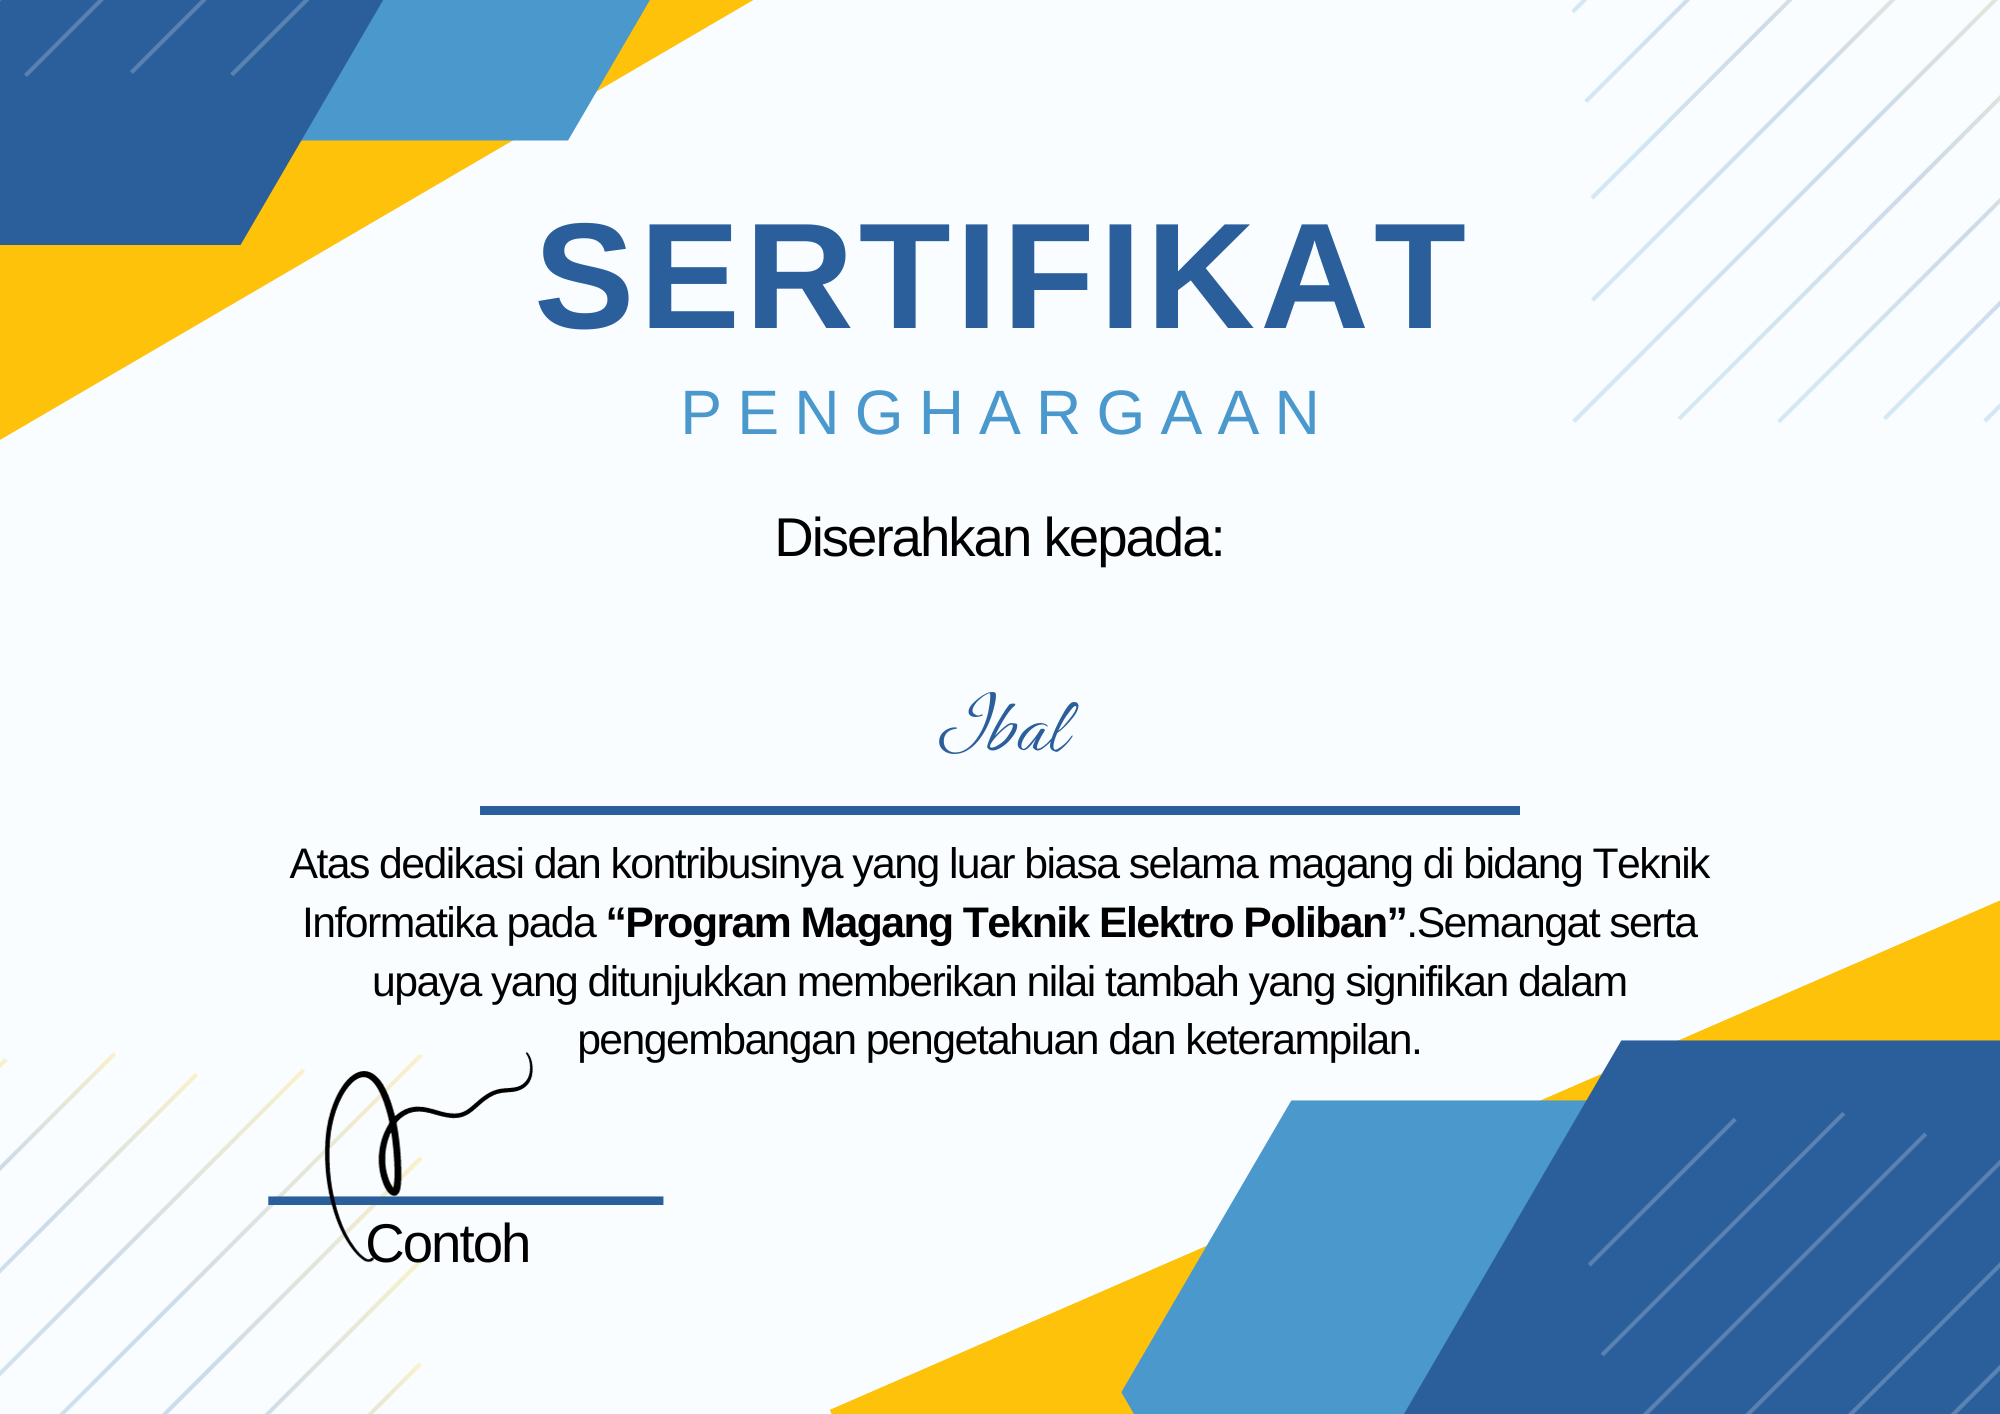 SERTIFIKAT
PENGHARGAAN
Diserahkan kepada:
Ibal
Atas dedikasi dan kontribusinya yang luar biasa selama magang di bidang Teknik
Informatika pada “Program Magang Teknik Elektro Poliban”.Semangat serta
upaya yang ditunjukkan memberikan nilai tambah yang signifikan dalam
pengembangan pengetahuan dan keterampilan.
Contoh